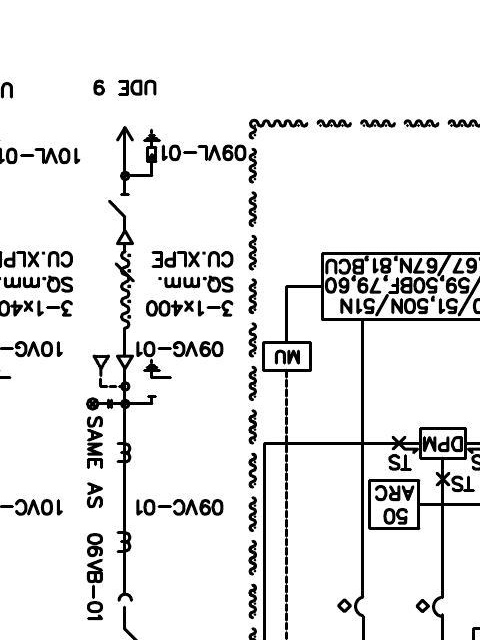 UDE 9
10VL-01
09VL-01
3-1x400
SQ.mm.
CU.XLPE
3-1x40
SQ.mm.
CU.XLPE
10VG-01
09VG-01
10VC-01
09VC-01
SAME AS 06VB-01
0/51,50N/51N
/59,50BF,79,60
,67/67N,81,BCU
MU
DPM
TS
TS
50
ARC